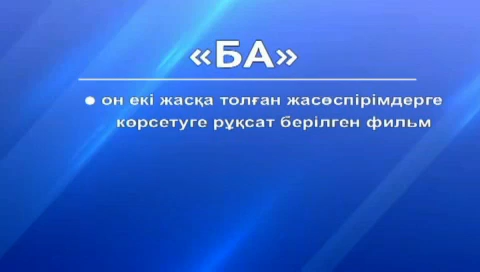 «БА»
он екі жасқа толған жасөспірімдерге
көрсетуге рұқсат берілген фильм